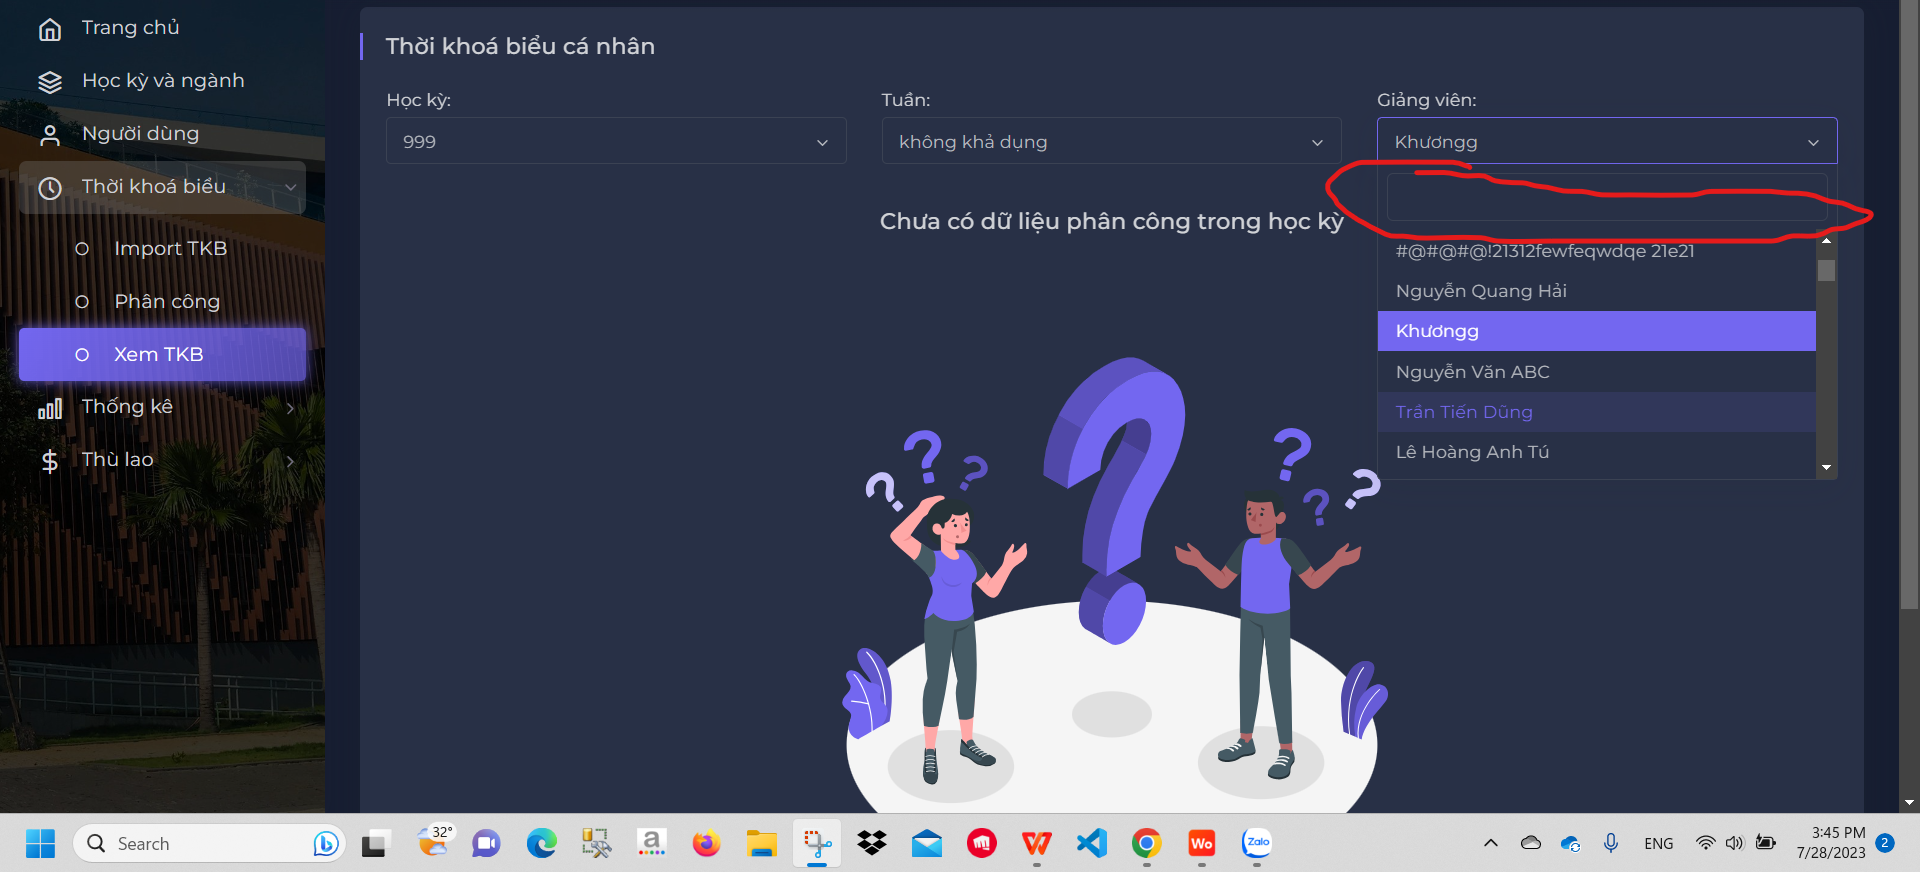 Trang chủ
Học kỳ và ngành
Người dùng
Thời khoá biểu
Import TKB
Phân công
Xem TKB
Thống kê
Thù lao
Thời khoá biểu cá nhân
Học kỳ:
Tuần:
Giảng viên:
999
không khả dụng
Khươngg
Chưa có dữ liệu phân công trong học kỳ
#@#@#@!21312fewfeqwdqe 21e21
Nguyễn Quang Hải
Khươngg
Nguyễn Văn ABC
Trần Tiến Dũng
Lê Hoàng Anh Tú
Search
32°
a
Wo
Zalo
ENG
3:45 PM
7/28/2023
2